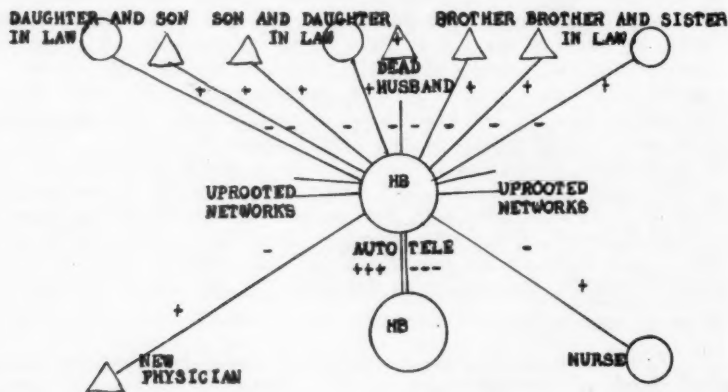 DAUGHTER AND SON SON AND DAUGHTER BROTHER BROTHER AND SISTER
IN LAW IN LAW IN LAW
+
DEAD
HUSBAND
+ + + + + + +
- - - - - - - -
HB
UPROOTED UPROOTED
NETWORKS NETWORKS
AUTO TELE
- +++ --- -
+ +
HB
NEW NURSE
PHYSICIAN